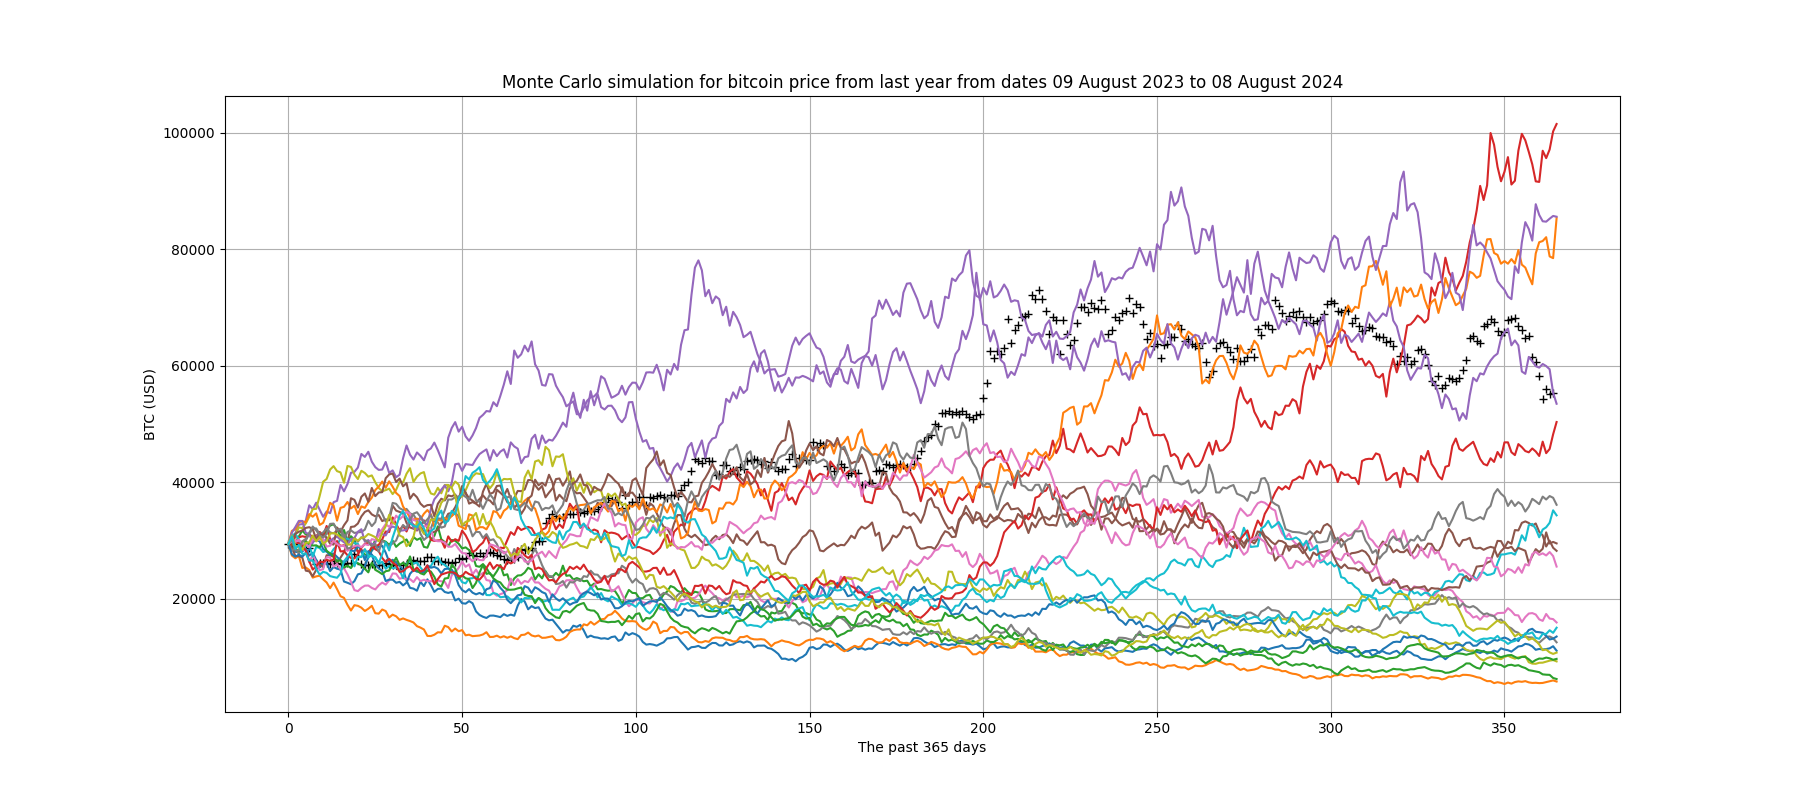 Monte Carlo simulation for bitcoin price from last year from dates 09 August 2023 to 08 August 2024
100000
80000
60000
40000
20000
BTC (USD)
0 50 100 150 200 250 300 350
The past 365 days